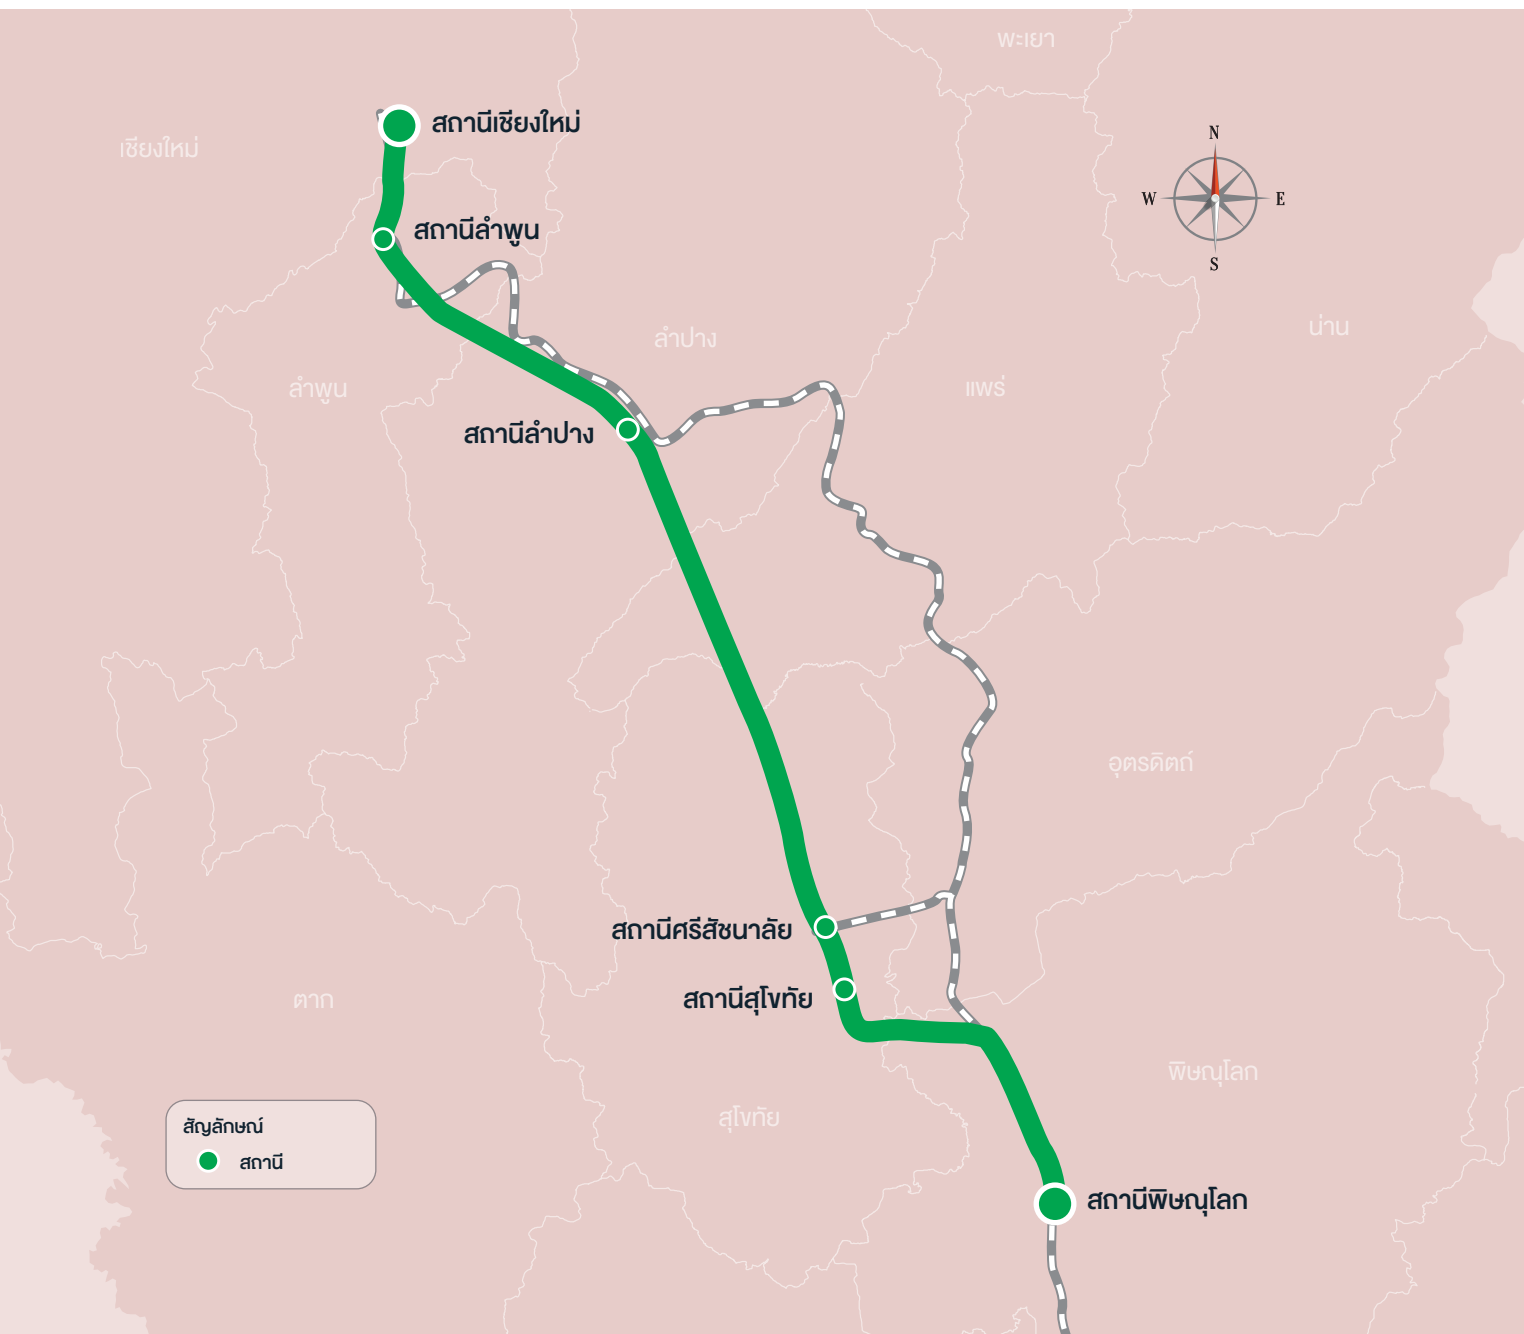 พะเยา
สถานีเชียงใหม่
เชียงใหม่
N
W
E
S
สถานีลำพูน
ลำปาง
น่าน
ลำพูน
แพร่
สถานีลำปาง
อุตรดิตถ์
สถานีศรีสัชนาลัย
ตาก
สถานีสุโขทัย
พิษณุโลก
สุโขทัย
สัญลักษณ์
สถานี
สถานีพิษณุโลก